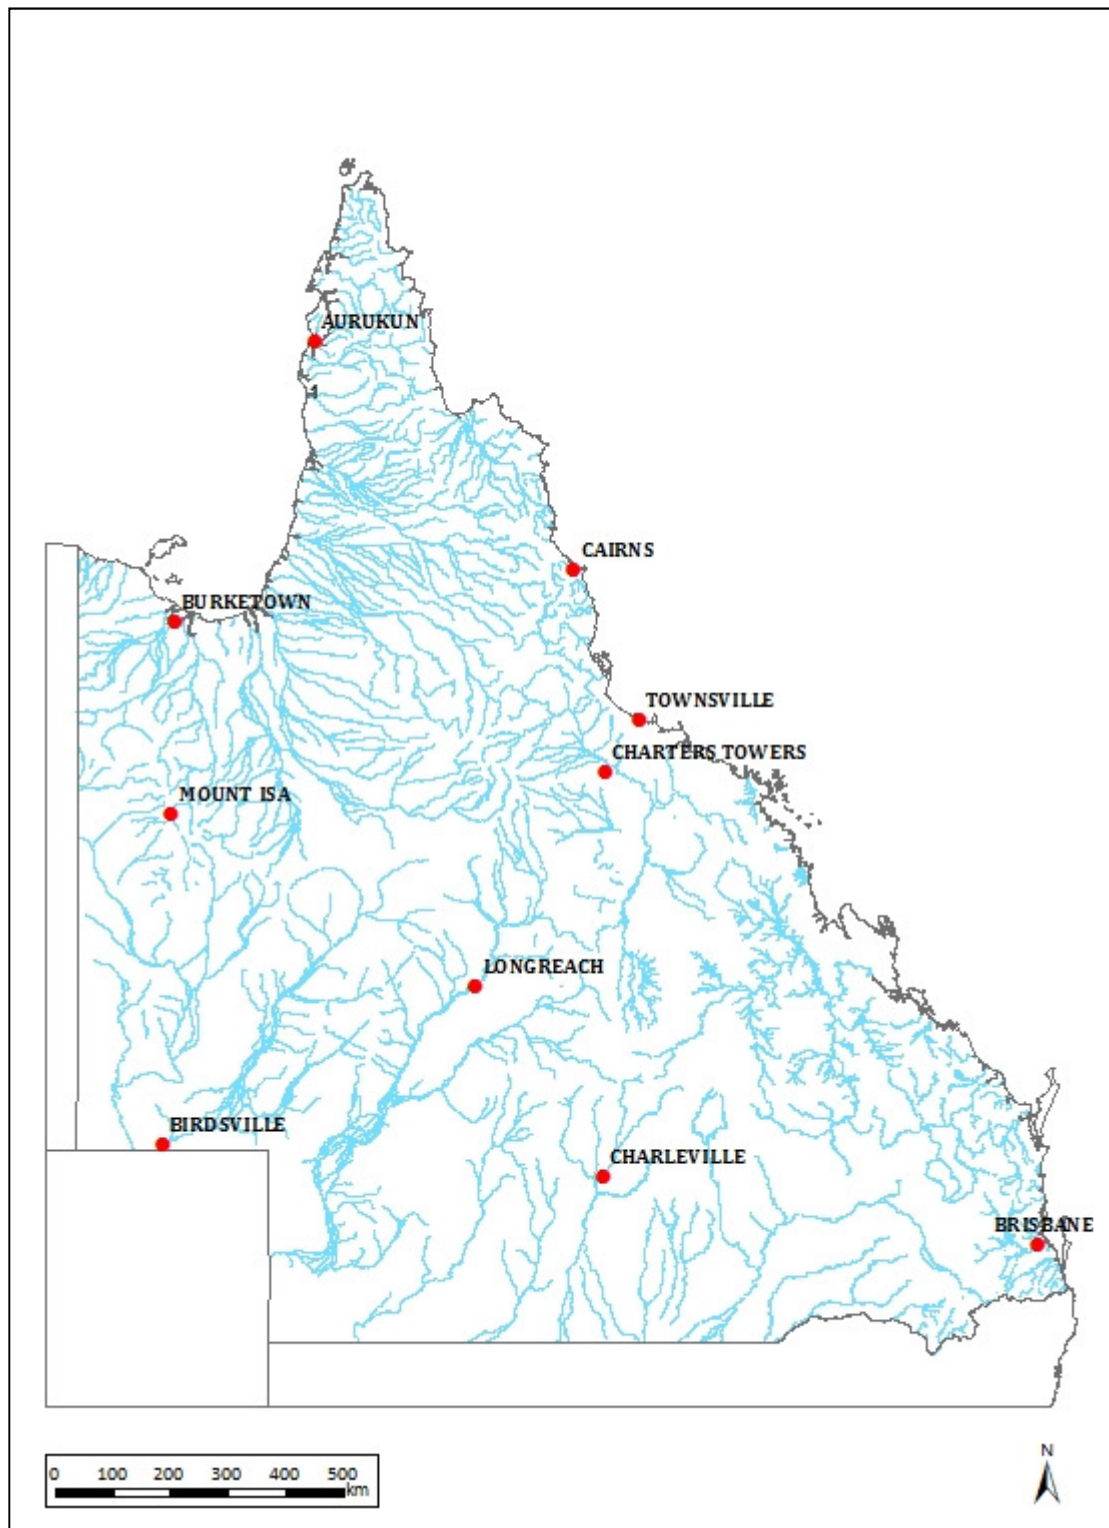 AURUKUN
CAIRNS
BURKETOWN
TOWNSVILLE
CHARTERS TOWERS
MOUNT ISA
LONGREACH
BIRDSVILLE
CHARLEVILLE
BRISBANE
N
0 100 200 300 400 500
km